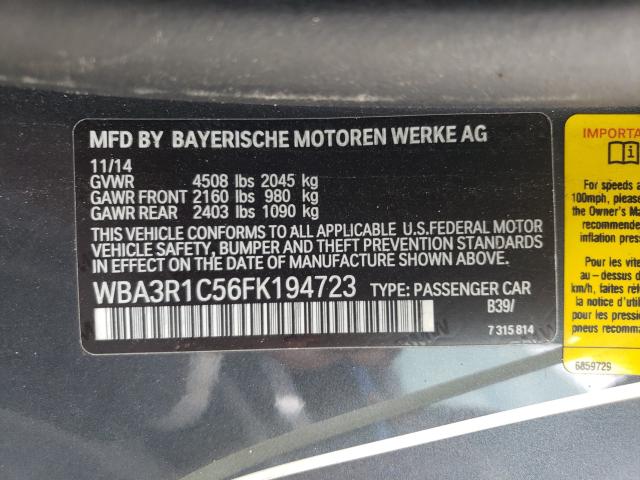 MFD BY BAYERISCHE MOTOREN WERKE AG
11/14
GVWR 4508 lbs 2045 kg
GAWR FRONT 2160 lbs 980 kg
GAWR REAR 2403 lbs 1090 kg
THIS VEHICLE CONFORMS TO ALL APPLICABLE U.S.FEDERAL MOTOR
VEHICLE SAFETY, BUMPER AND THEFT PREVENTION STANDARDS
IN EFFECT ON THE DATE OF MANUFACTURE SHOWN ABOVE.
WBA3R1C56FK194723 TYPE: PASSENGER CAR
B39/
7 315 814
IMPORTA
For speeds a
100mph, please
the Owner's Ma
recommende
inflation press
Pour les vite
au-dessus d
km/h, faites ré
la notice d'util
pour les pressi
pneus recomma
6859729